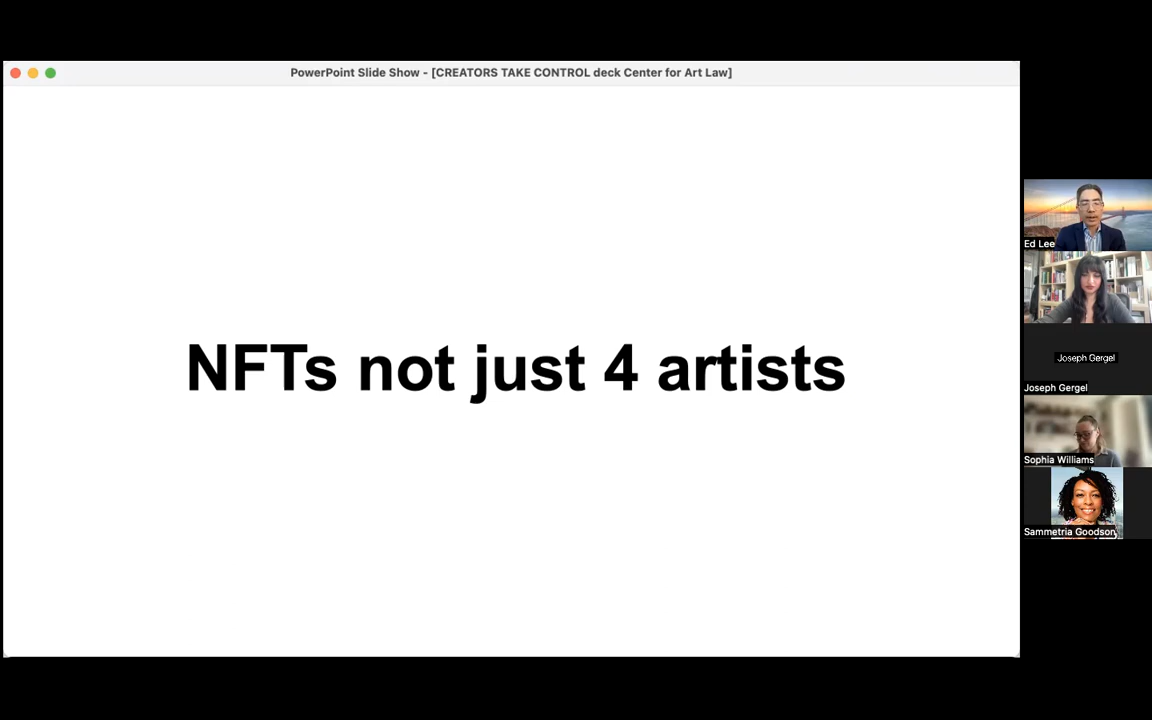 PowerPoint Slide Show - [CREATORS TAKE CONTROL deck Center for Art Law]
NFTs not just 4 artists
Ed Lee
Joseph Gergel
Joseph Gergel
Sophia Williams
Sammetria Goodson